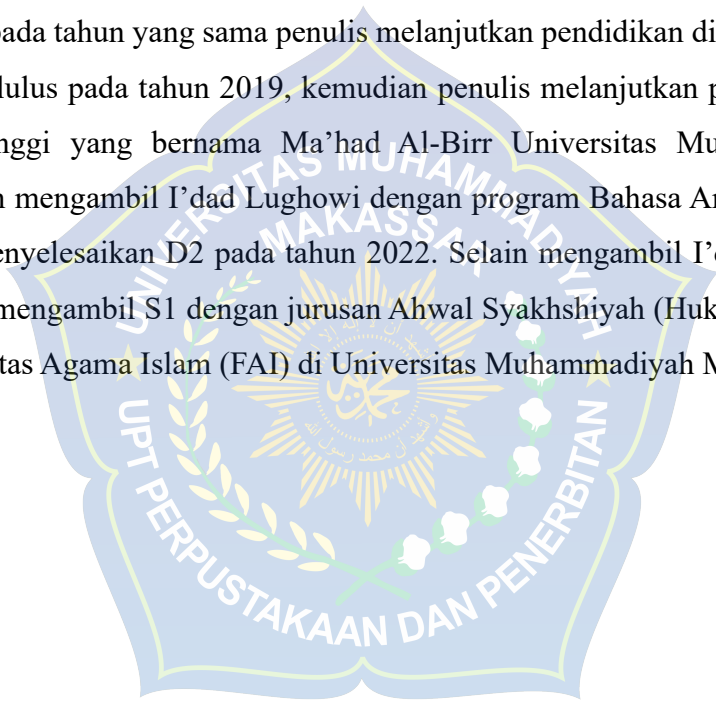 pada tahun yang sama penulis melanjutkan pendidikan di
lulus pada tahun 2019, kemudian penulis melanjutkan p
nggi yang bernama Ma’had Al-Birr Universitas Mu
n mengambil I’dad Lughowi dengan program Bahasa Ar
enyelesaikan D2 pada tahun 2022. Selain mengambil I’
mengambil S1 dengan jurusan Ahwal Syakhshiyah (Huk
tas Agama Islam (FAI) di Universitas Muhammadiyah M
UNIVERSITAS MUHAMMADIYAH
MAKASSAR
محمدية
UPT PERPUSTAKAAN DAN PENERBITAN